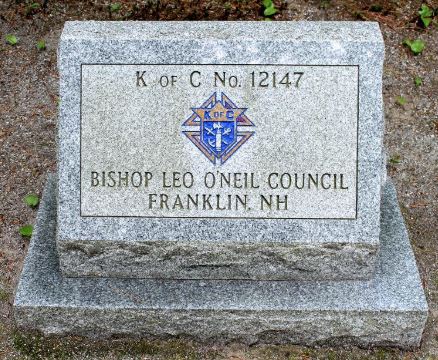 K OF C No. 12147
K OF C
BISHOP LEO O'NEIL COUNCIL
FRANKLIN, NH